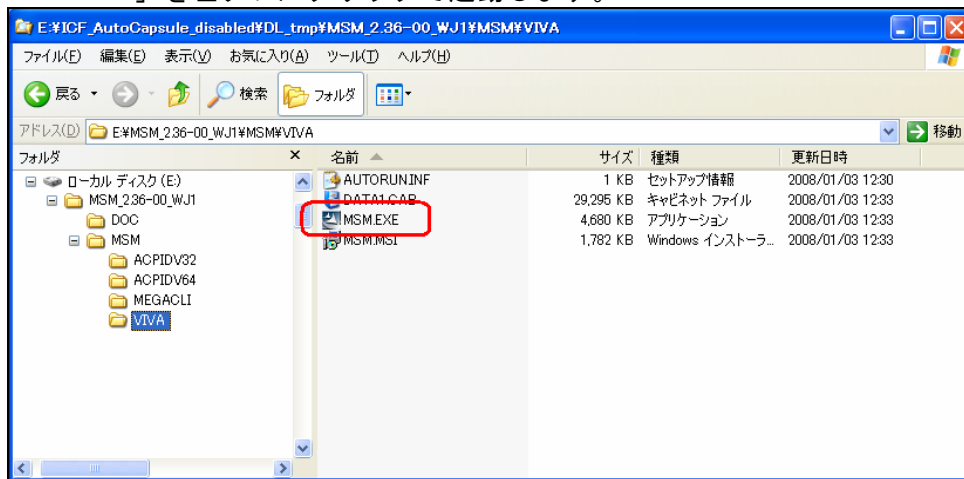 E:¥ICF_AutoCapsule_disabled¥DL_tmp¥MSM_2.36-00_WJ1¥MSM¥VIVA
ファイル(F) 編集(E) 表示(V) お気に入り(A) ツール(T) ヘルプ(H)
戻る 検索 フォルダ
アドレス(D) E:¥MSM_2.36-00_WJ1¥MSM¥VIVA 移動
フォルダ × 名前 サイズ 種類 更新日時
ローカル ディスク (E:) AUTORUN.INF 1 KB セットアップ情報 2008/01/03 12:30
MSM_2.36-00_WJ1 DATA1.CAB 29,295 KB キャビネット ファイル 2008/01/03 12:33
DOC MSM.EXE 4,680 KB アプリケーション 2008/01/03 12:33
MSM MSM.MSI 1,782 KB Windows インストーラ... 2008/01/03 12:33
ACPIDV32
ACPIDV64
MEGACLI
VIVA